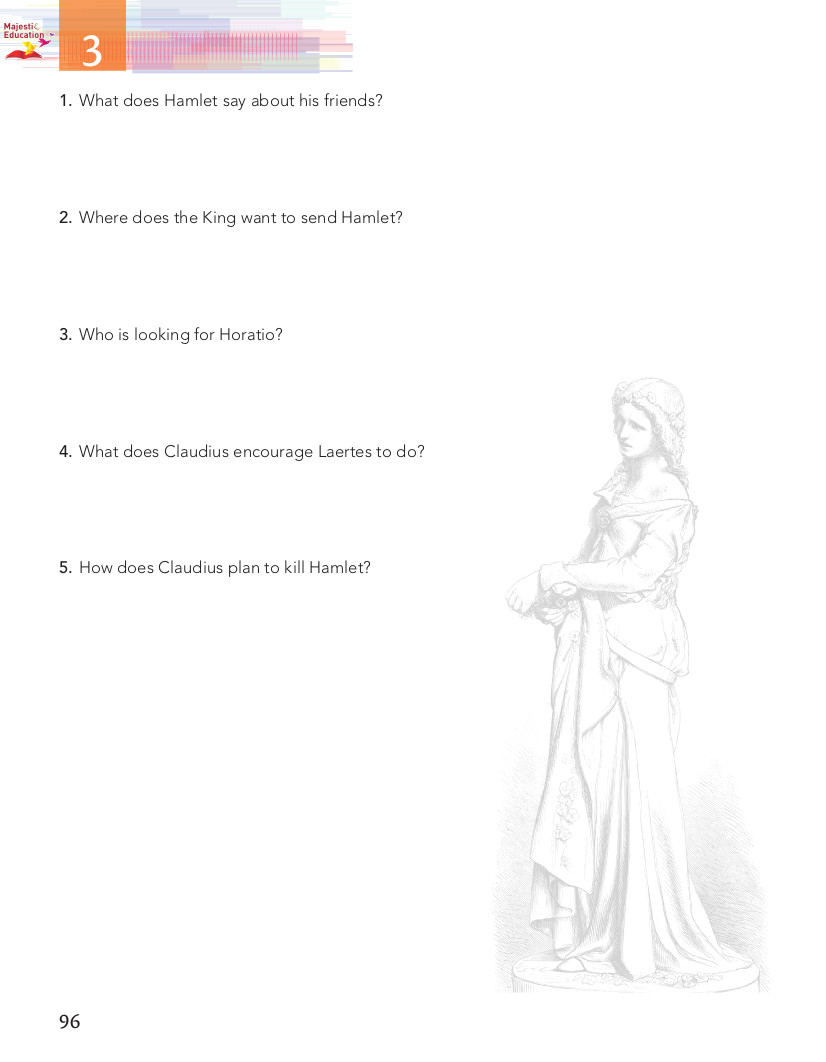 Majestic
Education
3
1. What does Hamlet say about his friends?
2. Where does the King want to send Hamlet?
3. Who is looking for Horatio?
4. What does Claudius encourage Laertes to do?
5. How does Claudius plan to kill Hamlet?
96